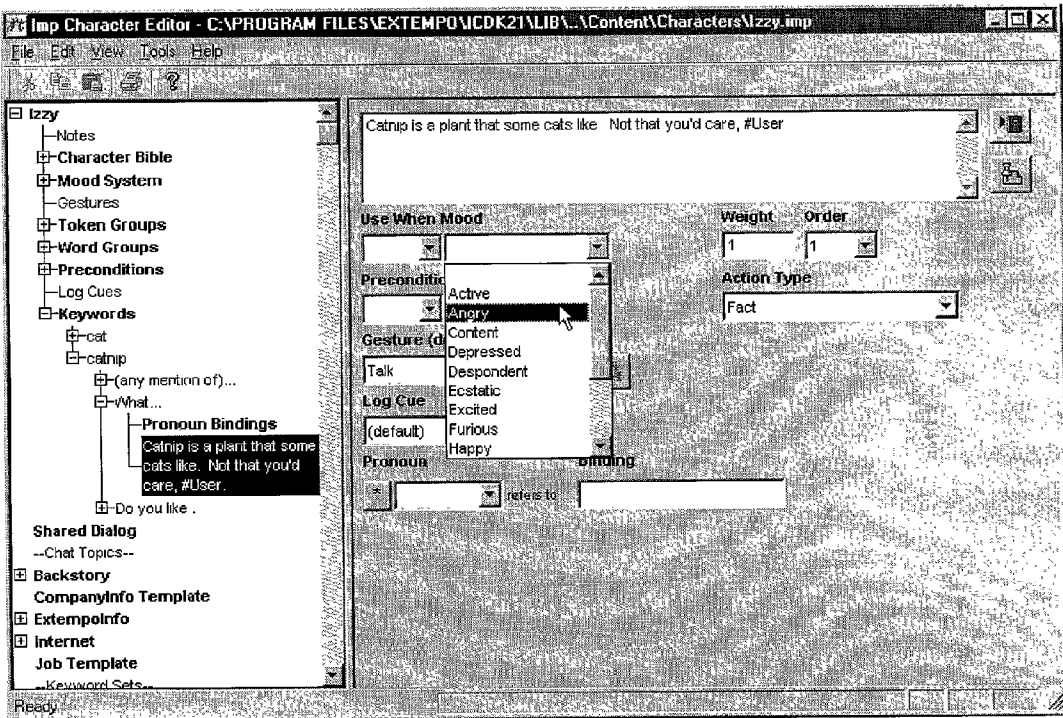 Imp Character Editor - C:\PROGRAM FILES\EXTEMPO\ICDK21\LIB\..\Content\Characters\Izzy.imp
File Edit View Tools Help
Izzy
Notes
Character Bible
Mood System
Gestures
Token Groups
Word Groups
Preconditions
Log Cues
Keywords
cat
catnip
(any mention of)...
What...
Pronoun Bindings
Catnip is a plant that some
cats like. Not that you'd
care, #User.
Do you like .
Shared Dialog
--Chat Topics--
Backstory
CompanyInfo Template
ExtempoInfo
Internet
Job Template
--Keyword Sets--
Ready
Catnip is a plant that some cats like Not that you'd care, #User
Use When Mood
Weight Order
1 1
Active
Angry
Content
Depressed
Despondent
Ecstatic
Excited
Furious
Happy
Preconditio
Action Type
Fact
Gesture (d
Talk
Log Cue
(default)
Pronoun Binding
* refers to